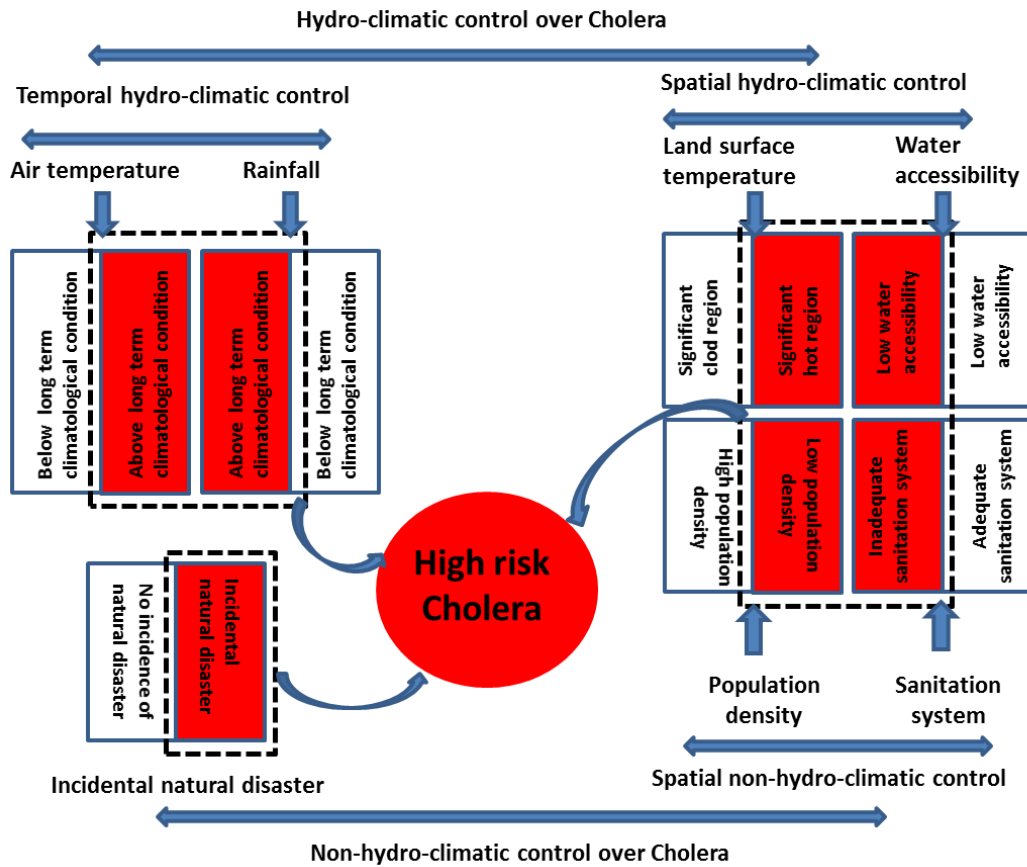 Hydro-climatic control over Cholera
Temporal hydro-climatic control
Spatial hydro-climatic control
Air temperature
Rainfall
Land surface
temperature
Water
accessibility
Below long term
climatological condition
Above long term
climatological condition
Above long term
climatological condition
Below long term
climatological condition
Significant
clod region
Significant
hot region
Low water
accessibility
Low water
accessibility
High population
density
Low population
density
Inadequate
sanitation system
Adequate
sanitation system
High risk
Cholera
No incidence of
natural disaster
Incidental
natural disaster
Population
density
Sanitation
system
Incidental natural disaster
Spatial non-hydro-climatic control
Non-hydro-climatic control over Cholera